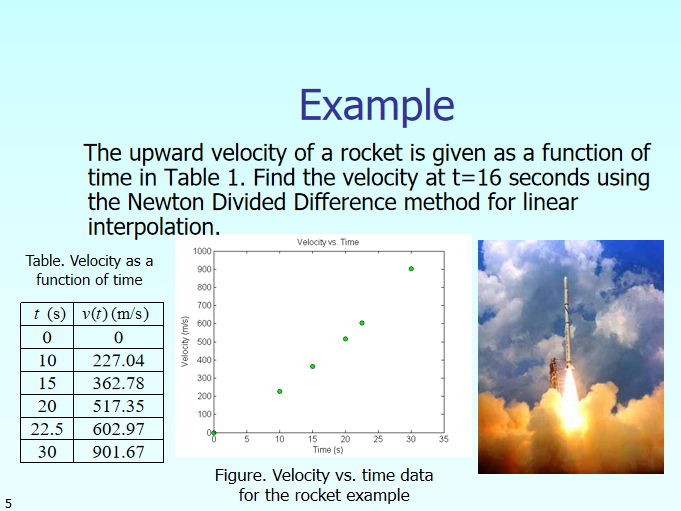 Example
The upward velocity of a rocket is given as a function of
time in Table 1. Find the velocity at t=16 seconds using
the Newton Divided Difference method for linear
interpolation.
Table. Velocity as a
function of time
t (s) v(t) (m/s)
0 0
10 227.04
15 362.78
20 517.35
22.5 602.97
30 901.67
Velocity vs. Time
Velocity (m/s)
1000
900
800
700
600
500
400
300
200
100
0
0 5 10 15 20 25 30 35
Time (s)
Figure. Velocity vs. time data
for the rocket example
5